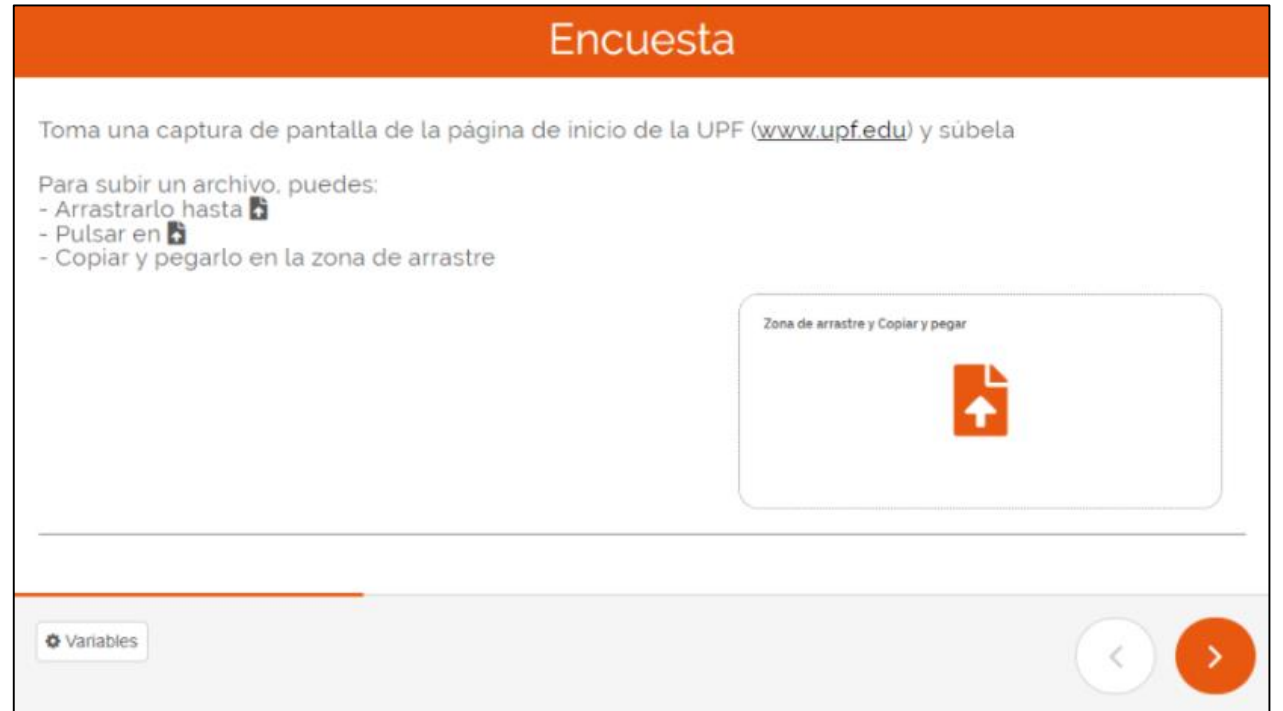 Encuesta
Toma una captura de pantalla de la página de inicio de la UPF (www.upf.edu) y súbela
Para subir un archivo, puedes:
- Arrastrarlo hasta
- Pulsar en
- Copiar y pegarlo en la zona de arrastre
Zona de arrastre y Copiar y pegar
Variables